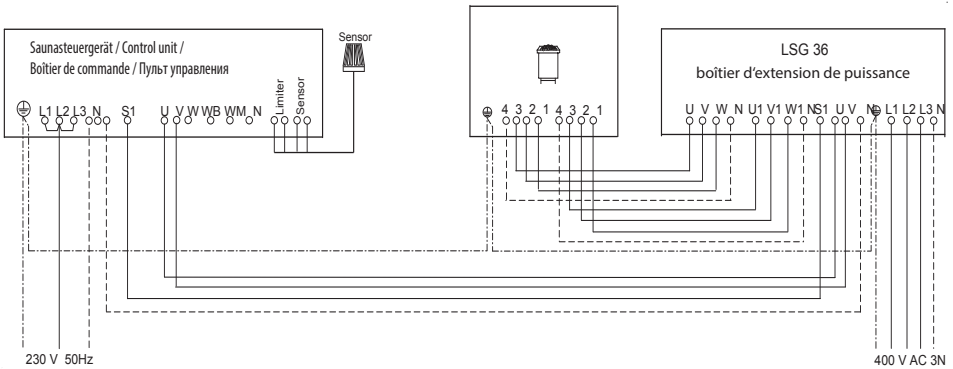 Saunasteuergerät / Control unit /
Boîtier de commande / Пульт управления
Sensor
LSG 36
boîtier d‘extension de puissance
L1 L2 L3 N S1 U V W WB WM N Limiter Sensor
4 3 2 1 4 3 2 1
U V W N U1 V1 W1 N S1 U V N L1 L2 L3 N
230 V 50Hz
400 V AC 3N